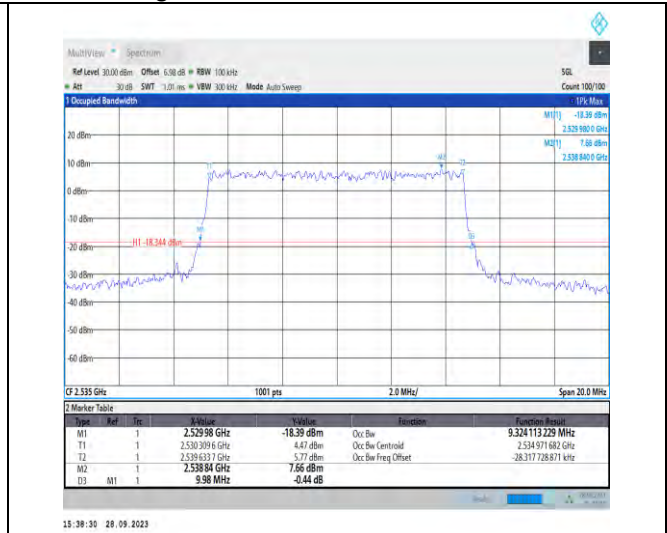 MultiView Spectrum
Ref Level 30.00 dBm Offset 6.98 dB RBW 100 kHz SGL
Att 30 dB SWT 1.01 ms VBW 300 kHz Mode Auto Sweep Count 100/100
1 Occupied Bandwidth 1Pk Max
M1[1] -18.39 dBm
2.529 980 0 GHz
M2[1] 7.66 dBm
2.538 840 0 GHz
20 dBm
10 dBm
0 dBm
-10 dBm
-20 dBm
-30 dBm
-40 dBm
-50 dBm
-60 dBm
T1
M2
T2
M1
D3
H1 -18.344 dBm
CF 2.535 GHz 1001 pts 2.0 MHz/ Span 20.0 MHz
2 Marker Table
Type Ref Trc X-Value Y-Value Function Function Result
M1 1 2.529 98 GHz -18.39 dBm Occ Bw 9.324 113 229 MHz
T1 1 2.530 309 6 GHz 4.47 dBm Occ Bw Centroid 2.534 971 682 GHz
T2 1 2.539 633 7 GHz 5.77 dBm Occ Bw Freq Offset -28.317 728 871 kHz
M2 1 2.538 84 GHz 7.66 dBm
D3 M1 1 9.98 MHz -0.44 dB
15:38:30 28.09.2023